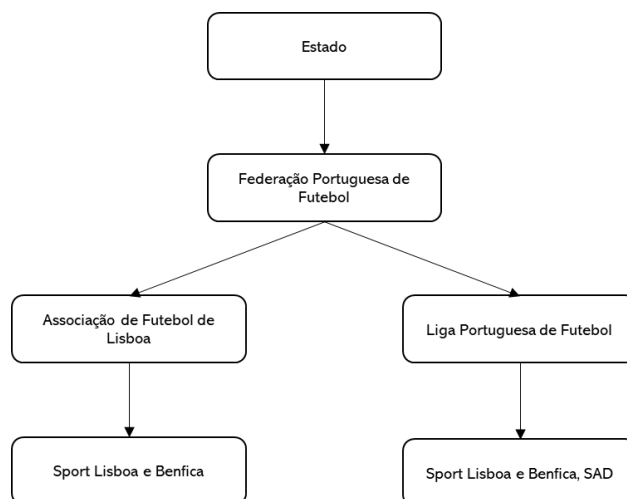 Estado
Federação Portuguesa de
Futebol
Associação de Futebol de
Lisboa
Liga Portuguesa de Futebol
Sport Lisboa e Benfica
Sport Lisboa e Benfica, SAD